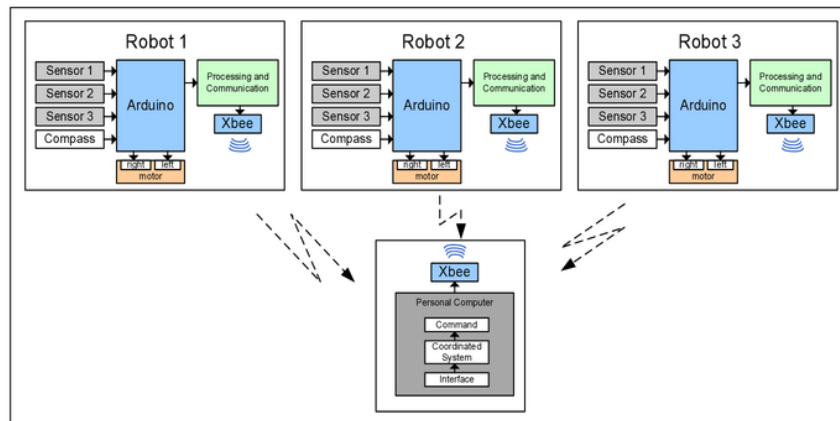 Robot 1
Sensor 1
Sensor 2
Sensor 3
Compass
Arduino
Processing and
Communication
Xbee
right
left
motor
Robot 2
Sensor 1
Sensor 2
Sensor 3
Compass
Arduino
Processing and
Communication
Xbee
right
left
motor
Robot 3
Sensor 1
Sensor 2
Sensor 3
Compass
Arduino
Processing and
Communication
Xbee
right
left
motor
Xbee
Personal Computer
Command
Coordinated
System
Interface